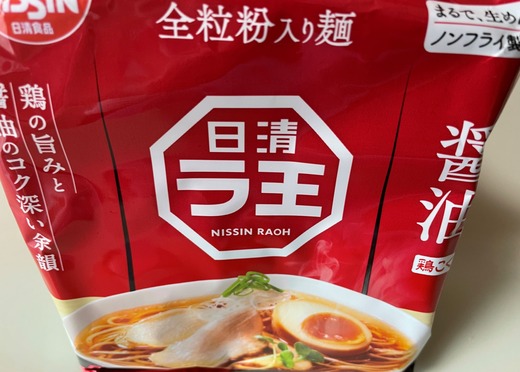 NISSIN
日清食品
全粒粉入り麺
まるで、生め
ノンフライ製
鶏の旨みと
醤油のコク深い余韻
日清
ラ王
NISSIN RAOH
醤油
鶏こ